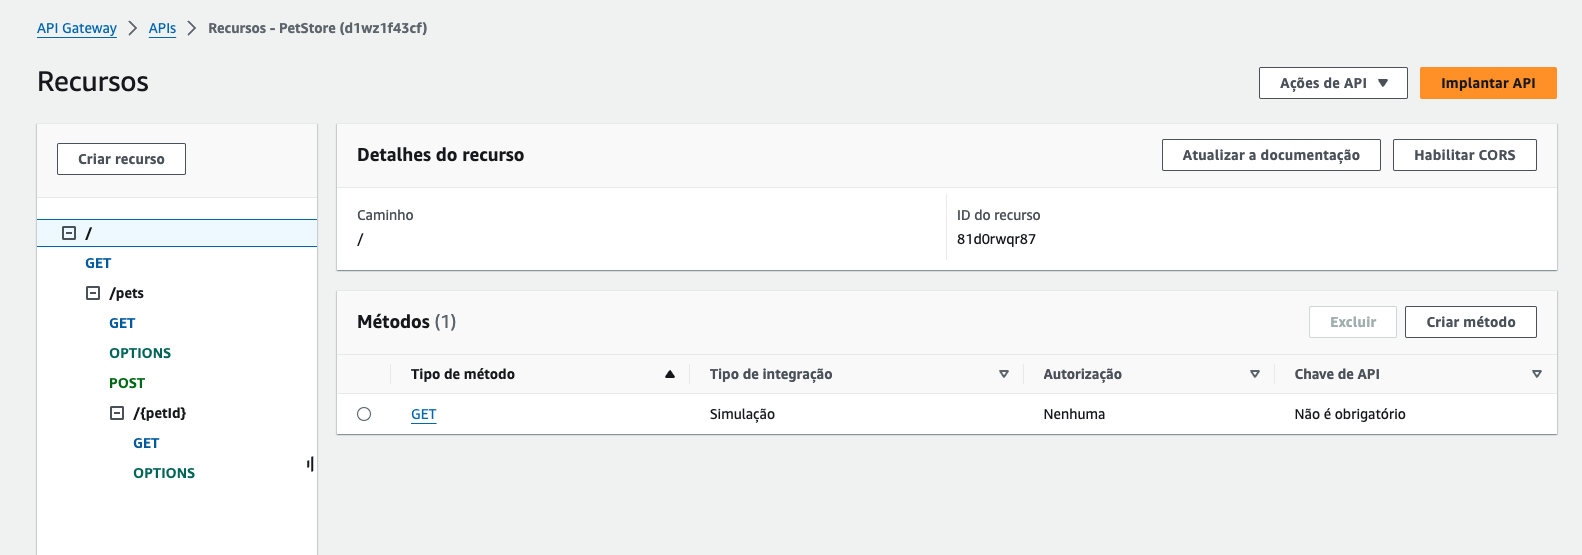 API Gateway > APIs > Recursos - PetStore (d1wz1f43cf)
Recursos
Ações de API
Implantar API
Criar recurso
/
GET
/pets
GET
OPTIONS
POST
/{petId}
GET
OPTIONS
Detalhes do recurso
Atualizar a documentação
Habilitar CORS
Caminho
/
ID do recurso
81d0rwqr87
Métodos (1)
Excluir
Criar método
Tipo de método
Tipo de integração
Autorização
Chave de API
GET
Simulação
Nenhuma
Não é obrigatório